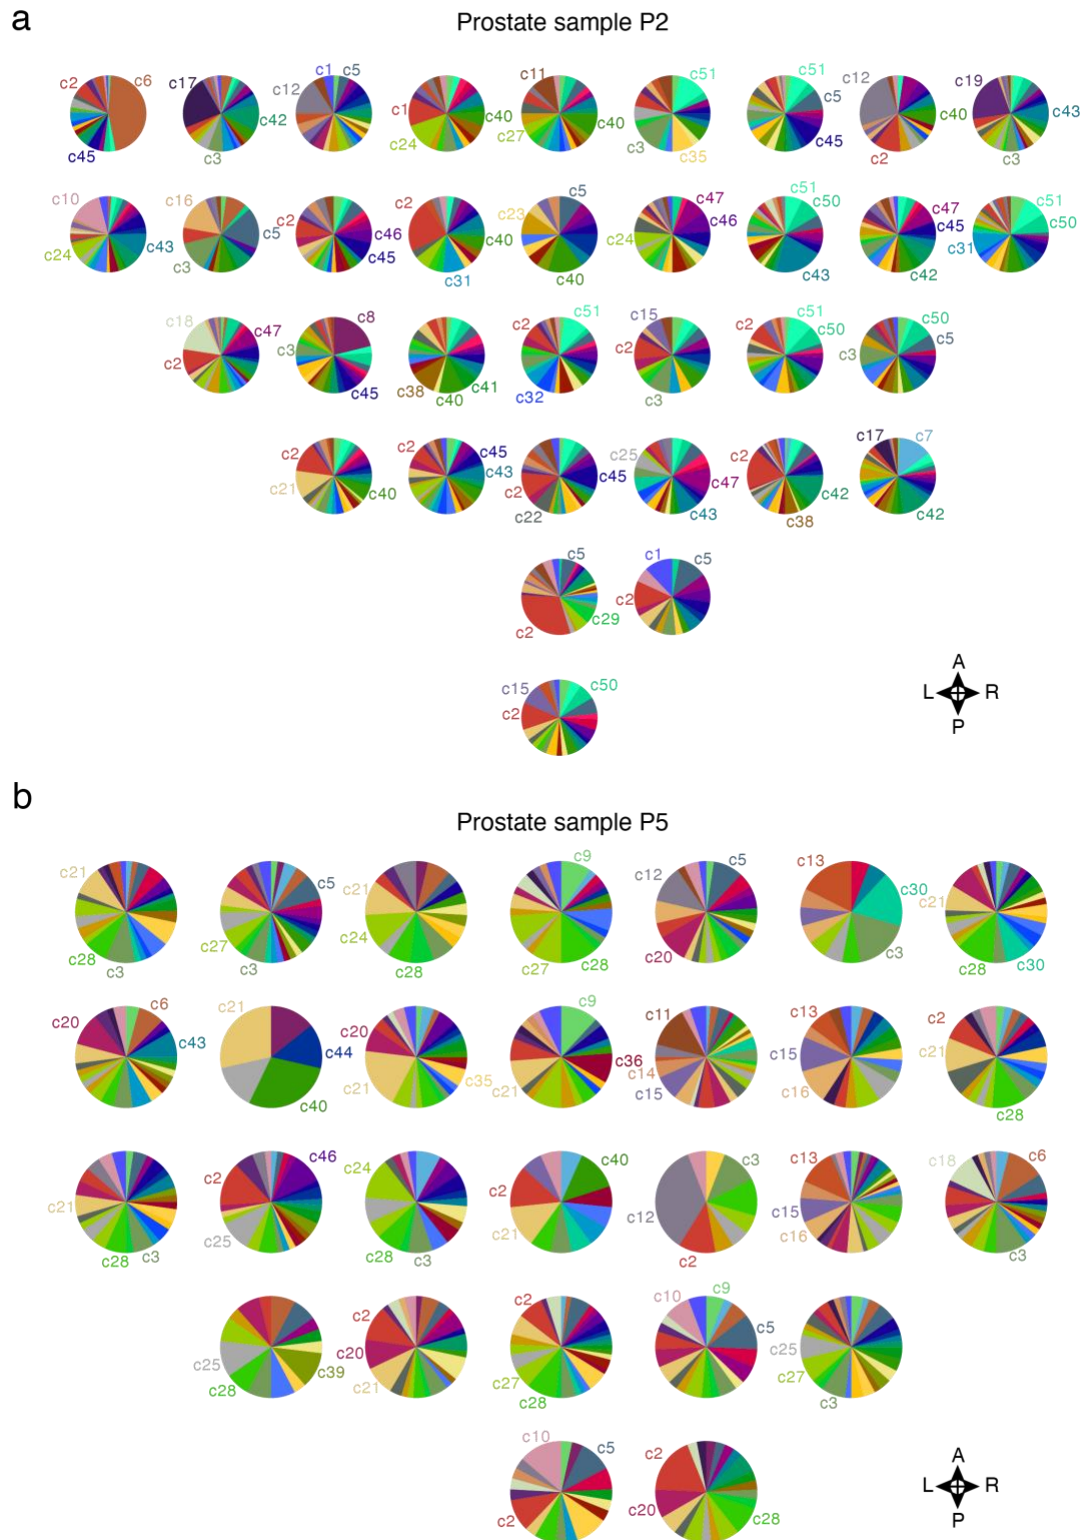 a
Prostate sample P2
c2 c6 c17 c12 c1 c5 c11 c51 c51 c12 c19
c1 c42 c40 c40 c5 c40 c43
c24 c27 c35
c45 c3 c3 c45 c2 c3
c10 c16 c2 c2 c23 c5 c47 c51 c50 c47 c51
c46 c40 c24 c46 c45 c31 c50
c24 c43 c3 c5 c45 c31 c40 c43 c42
c18 c47 c8 c51 c15 c2 c51 c50 c50 c5
c2 c3 c2 c2 c3
c45 c38 c40 c41 c32 c3
c2 c2 c45 c43 c45 c25 c2 c17 c7
c21 c40 c2 c22 c47 c43 c42 c38 c42
c5 c1 c5
c2 c29 c2
c15 c50
c2
A
L R
P
b
Prostate sample P5
c21 c5 c21 c9 c12 c5 c13 c30 c21
c28 c3 c27 c3 c24 c28 c27 c28 c20 c3 c28 c30
c20 c6 c21 c20 c9 c11 c13 c2
c43 c44 c36 c14 c15 c21
c40 c21 c35 c21 c15 c16 c28
c2 c46 c24 c40 c3 c13 c18 c6
c21 c2 c12 c15
c28 c3 c25 c28 c3 c21 c2 c16 c3
c2 c2 c10 c9
c25 c39 c20 c5 c25
c28 c21 c27 c28 c27 c3
c10 c5 c2
c2 c20 c28
A
L R
P